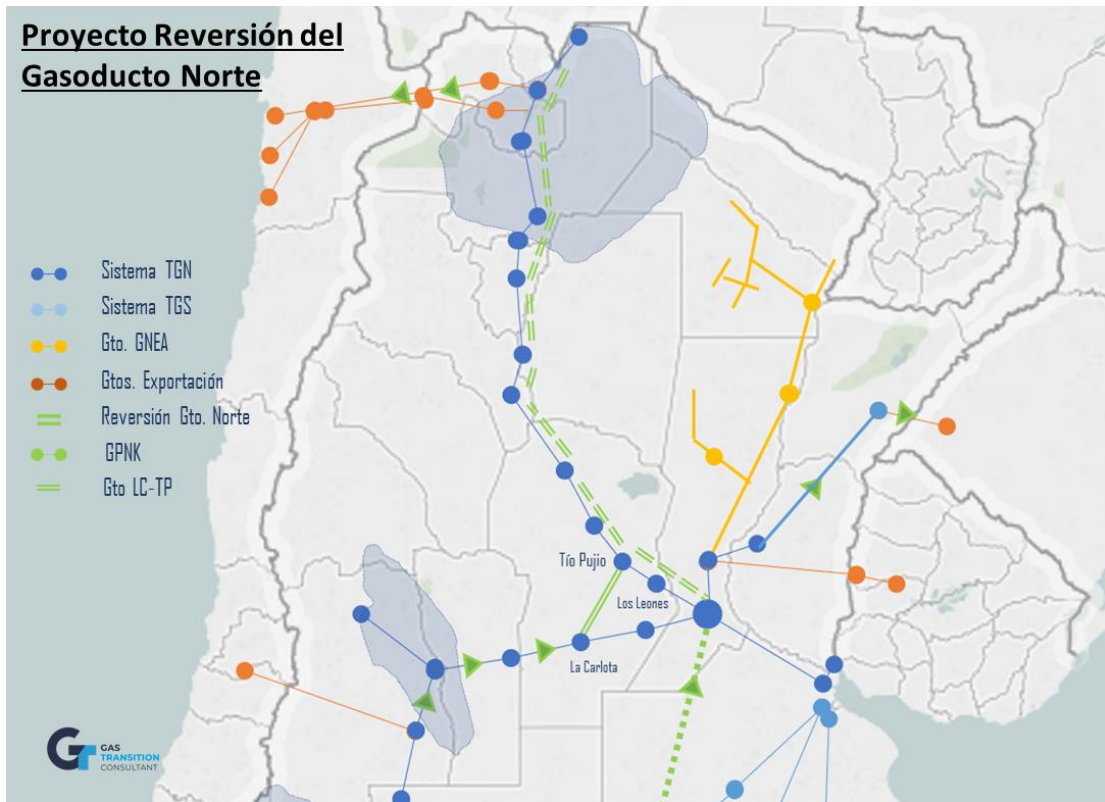 Proyecto Reversión del
Gasoducto Norte
Sistema TGN
Sistema TGS
Gto. GNEA
Gtos. Exportación
Reversión Gto. Norte
GPNK
Gto LC-TP
Tío Pujio
Los Leones
La Carlota
GT
GAS
TRANSITION
CONSULTANT